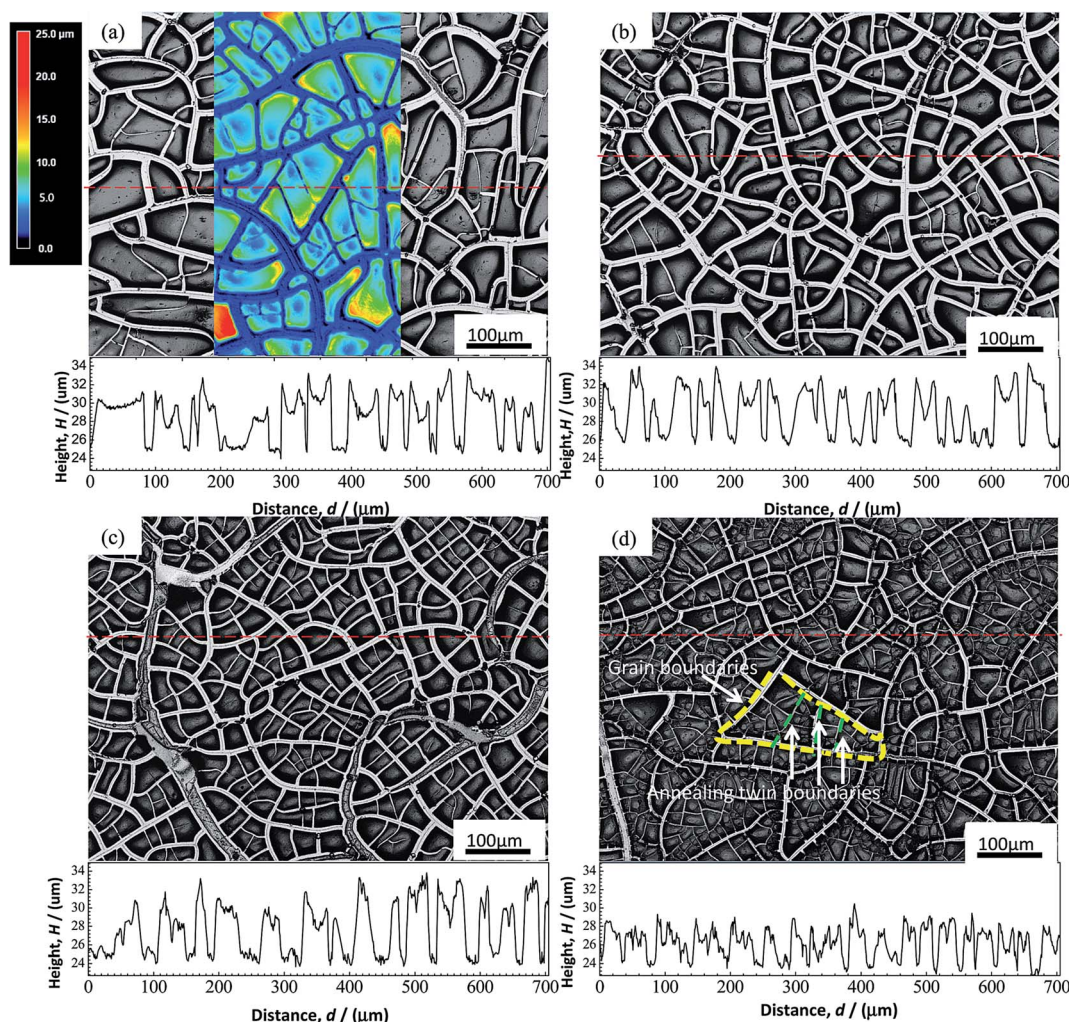 25.0 µm
20.0
15.0
10.0
5.0
0.0
(a)
100µm
34
32
30
28
26
24
Height, H / (um)
0 100 200 300 400 500 600 700
Distance, d / (µm)
(b)
100µm
34
32
30
28
26
24
Height,H / (um)
0 100 200 300 400 500 600 700
Distance, d / (µm)
(c)
100µm
34
32
30
28
26
24
Height, H / (um)
0 100 200 300 400 500 600 700
Distance, d / (µm)
(d)
Grain boundaries
Annealing twin boundaries
100µm
34
32
30
28
26
24
Height, H / (um)
0 100 200 300 400 500 600 700
Distance, d / (µm)